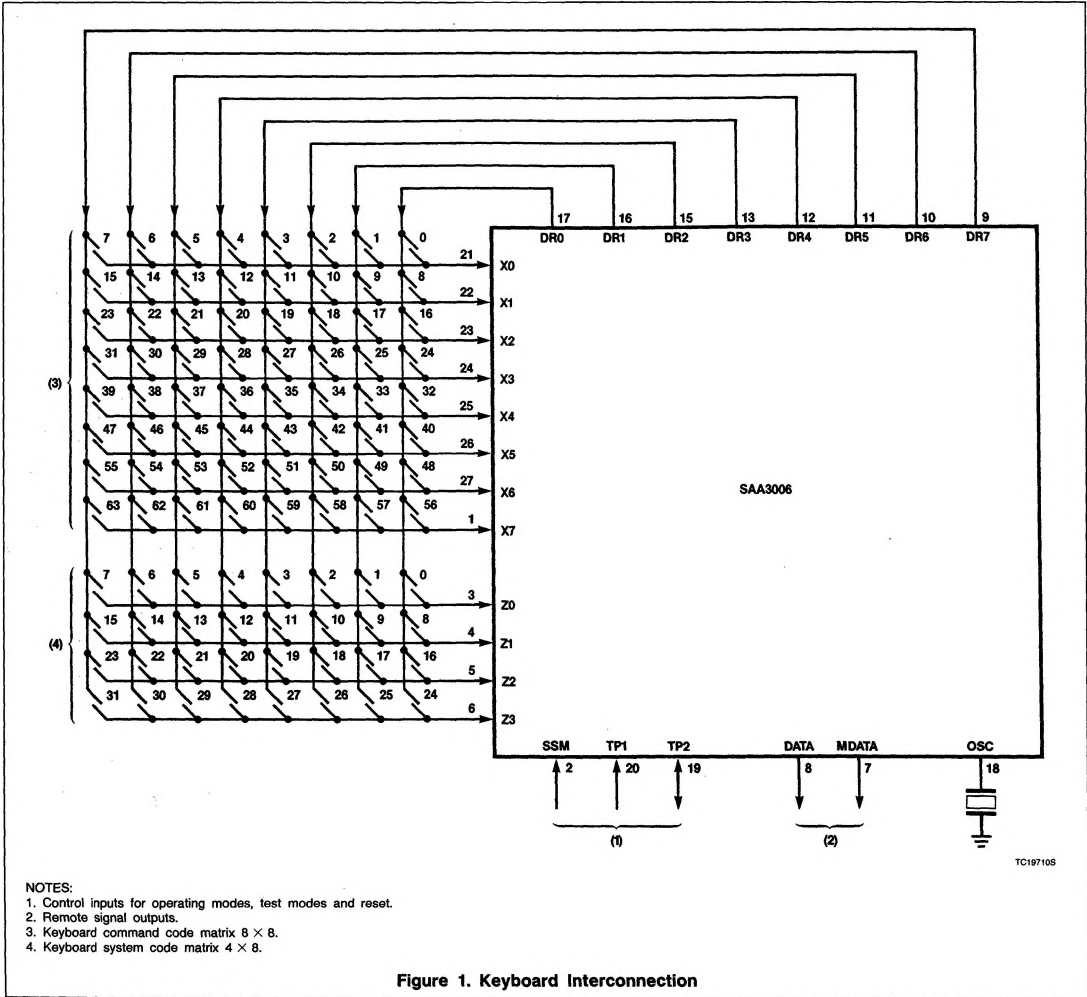 17 16 15 13 12 11 10 9
DR0 DR1 DR2 DR3 DR4 DR5 DR6 DR7
7 6 5 4 3 2 1 0
21 X0
15 14 13 12 11 10 9 8
22 X1
23 22 21 20 19 18 17 16
23 X2
31 30 29 28 27 26 25 24
24 X3
(3)
39 38 37 36 35 34 33 32
25 X4
47 46 45 44 43 42 41 40
26 X5
55 54 53 52 51 50 49 48
27 X6
SAA3006
63 62 61 60 59 58 57 56
1 X7
7 6 5 4 3 2 1 0
3 Z0
15 14 13 12 11 10 9 8
4 Z1
(4)
23 22 21 20 19 18 17 16
5 Z2
31 30 29 28 27 26 25 24
6 Z3
SSM TP1 TP2 DATA MDATA OSC
2 20 19 8 7 18
(1) (2)
TC19710S
NOTES:
1. Control inputs for operating modes, test modes and reset.
2. Remote signal outputs.
3. Keyboard command code matrix 8 × 8.
4. Keyboard system code matrix 4 × 8.
Figure 1. Keyboard Interconnection